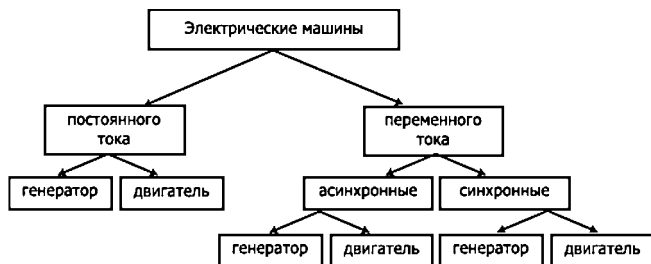 Электрические машины
постоянного
тока
переменного
тока
генератор
двигатель
асинхронные
синхронные
генератор
двигатель
генератор
двигатель